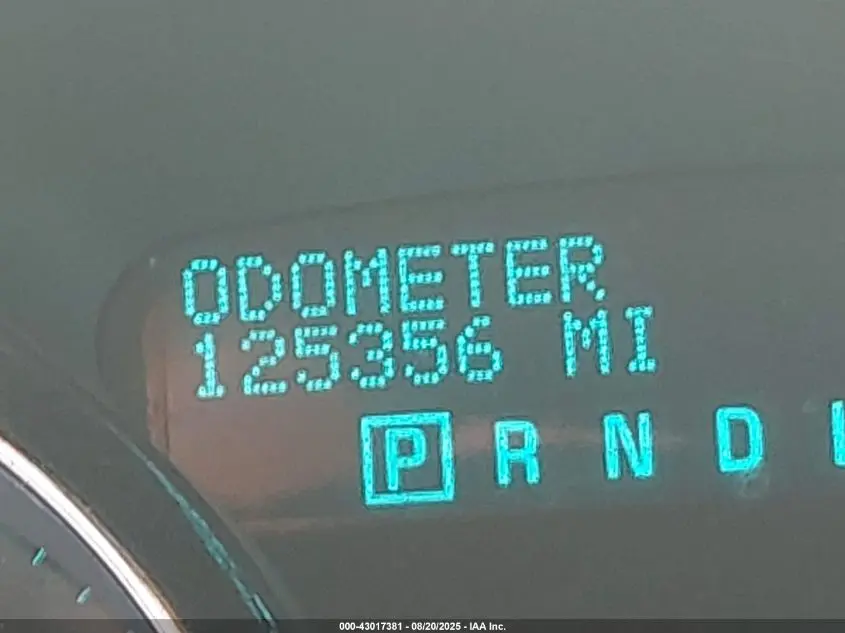 ODOMETER
125356 MI
P R N D
000-43017381 - 08/20/2025 - IAA Inc.